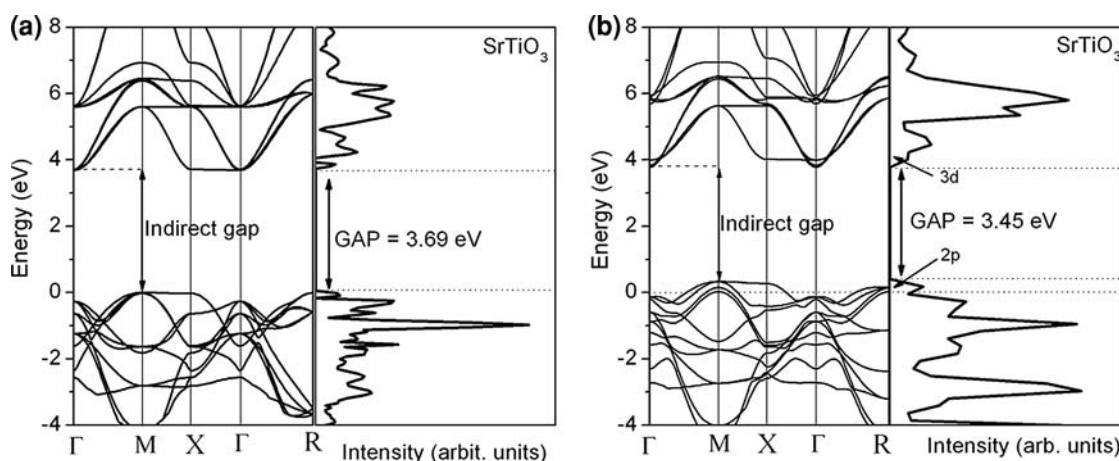 (a)
SrTiO3
Energy (eV)
8
6
4
2
0
-2
-4
Indirect gap
GAP = 3.69 eV
Γ M X Γ R
Intensity (arbit. units)
(b)
SrTiO3
Energy (eV)
8
6
4
2
0
-2
-4
3d
Indirect gap
GAP = 3.45 eV
2p
Γ M X Γ R
Intensity (arb. units)